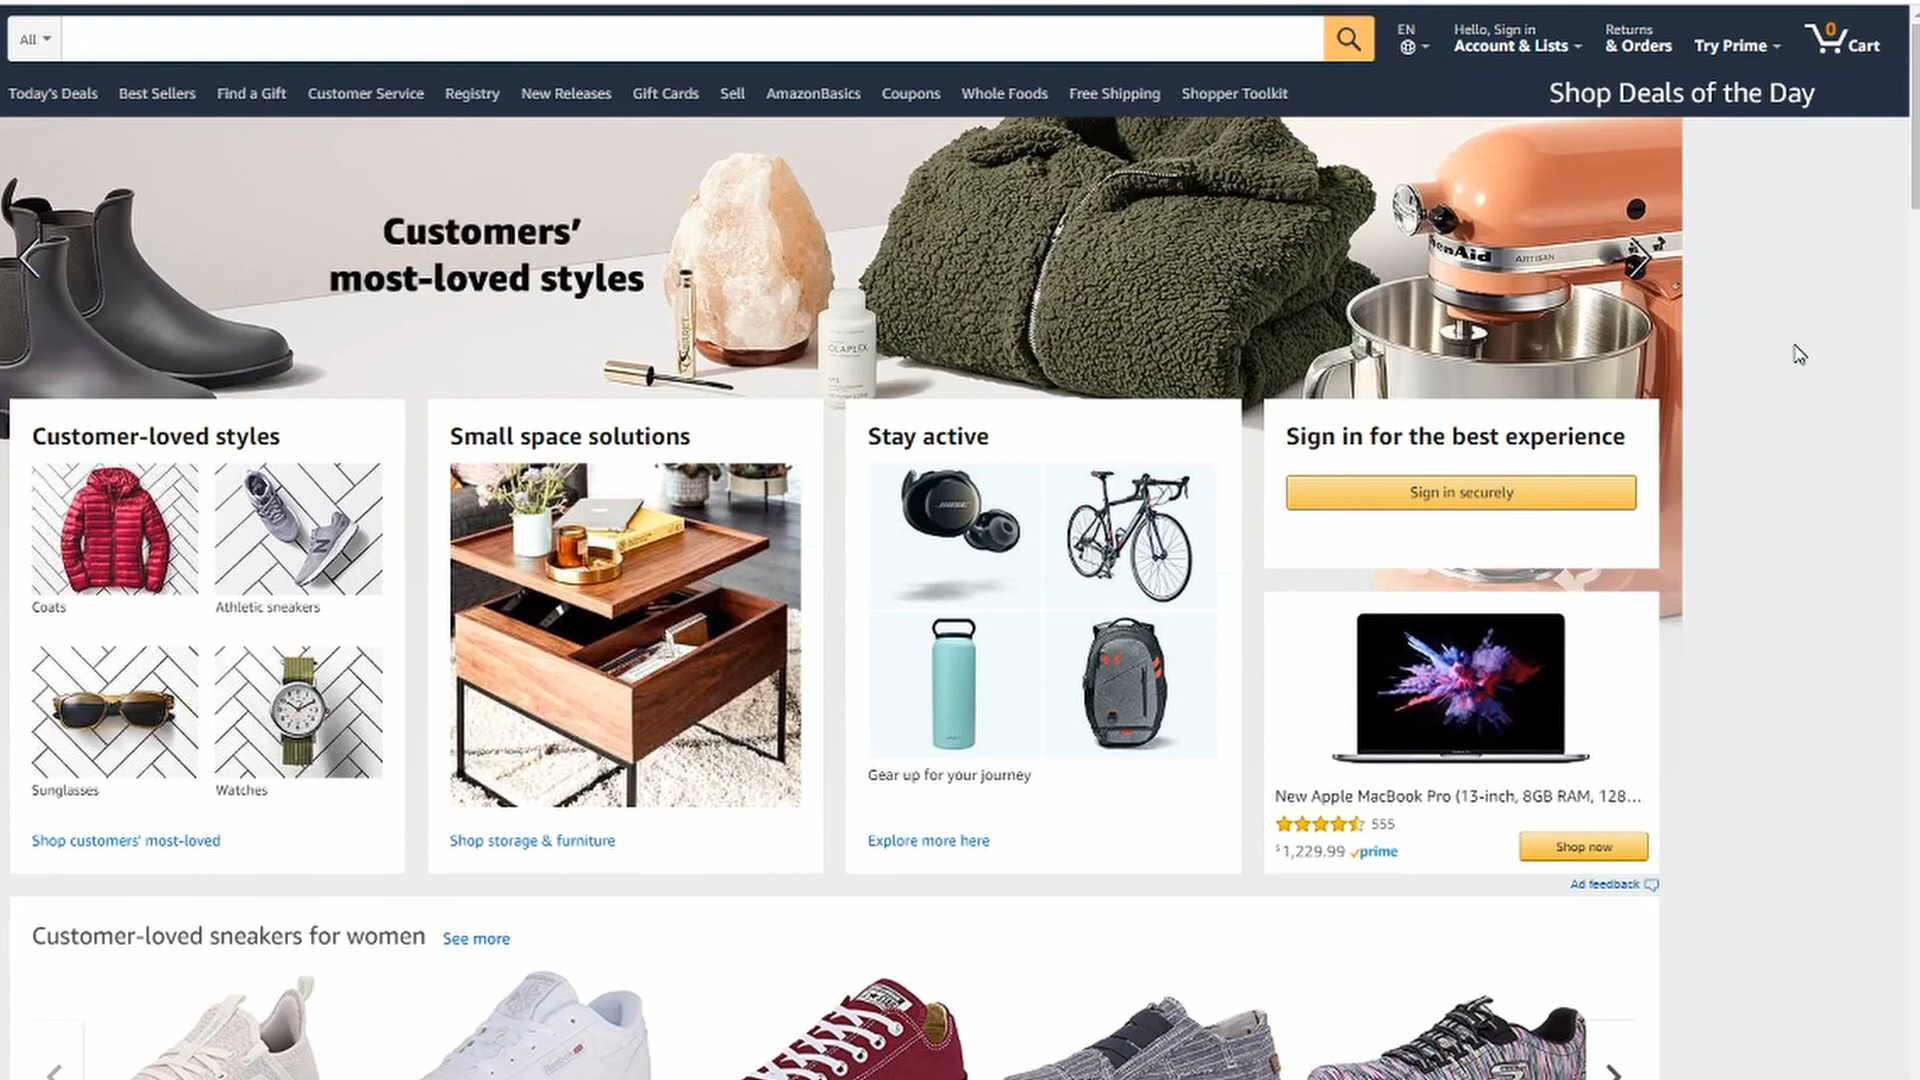 All
EN
Hello, Sign in
Account & Lists
Returns
& Orders
Try Prime
0
Cart
Today's Deals
Best Sellers
Find a Gift
Customer Service
Registry
New Releases
Gift Cards
Sell
AmazonBasics
Coupons
Whole Foods
Free Shipping
Shopper Toolkit
Shop Deals of the Day
Customers'
most-loved styles
OLAPLEX
ARTISAN
Customer-loved styles
Coats
Athletic sneakers
Sunglasses
Watches
Shop customers' most-loved
Small space solutions
Shop storage & furniture
Stay active
BOSE
Gear up for your journey
Explore more here
Sign in for the best experience
Sign in securely
New Apple MacBook Pro (13-inch, 8GB RAM, 128...
555
$1,229.99 prime
Shop now
Ad feedback
Customer-loved sneakers for women
See more
Reebok